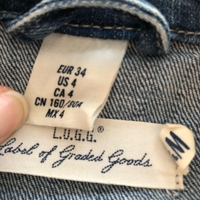 EUR 34
US 4
CA 4
CN 160/80A
MX 4
L.O.G.G.
Label of Graded Goods.
M